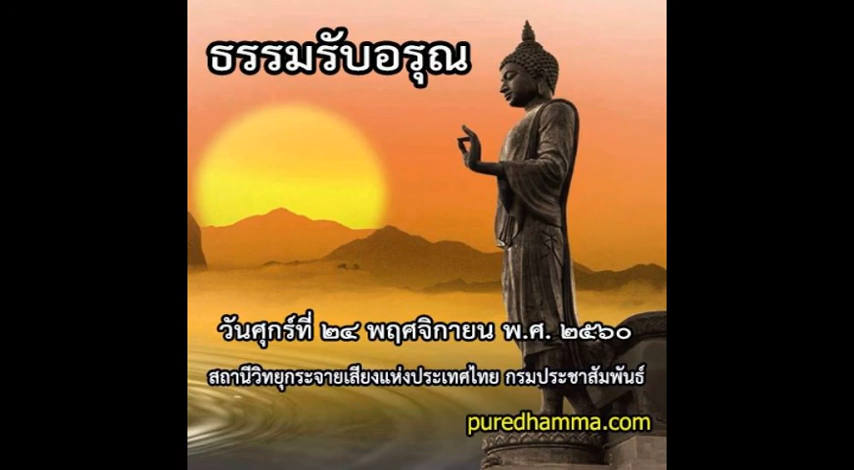 ธรรมรับอรุณ
วันศุกร์ที่ ๒๔ พฤศจิกายน พ.ศ. ๒๕๖๐
สถานีวิทยุกระจายเสียงแห่งประเทศไทย กรมประชาสัมพันธ์
puredhamma.com